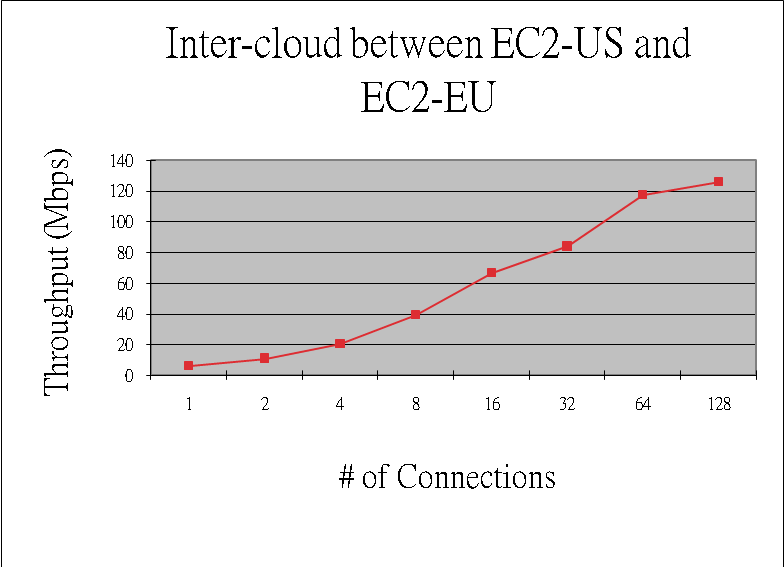 Inter-cloud between EC2-US and
EC2-EU
Throughput (Mbps)
140
120
100
80
60
40
20
0
1 2 4 8 16 32 64 128
# of Connections